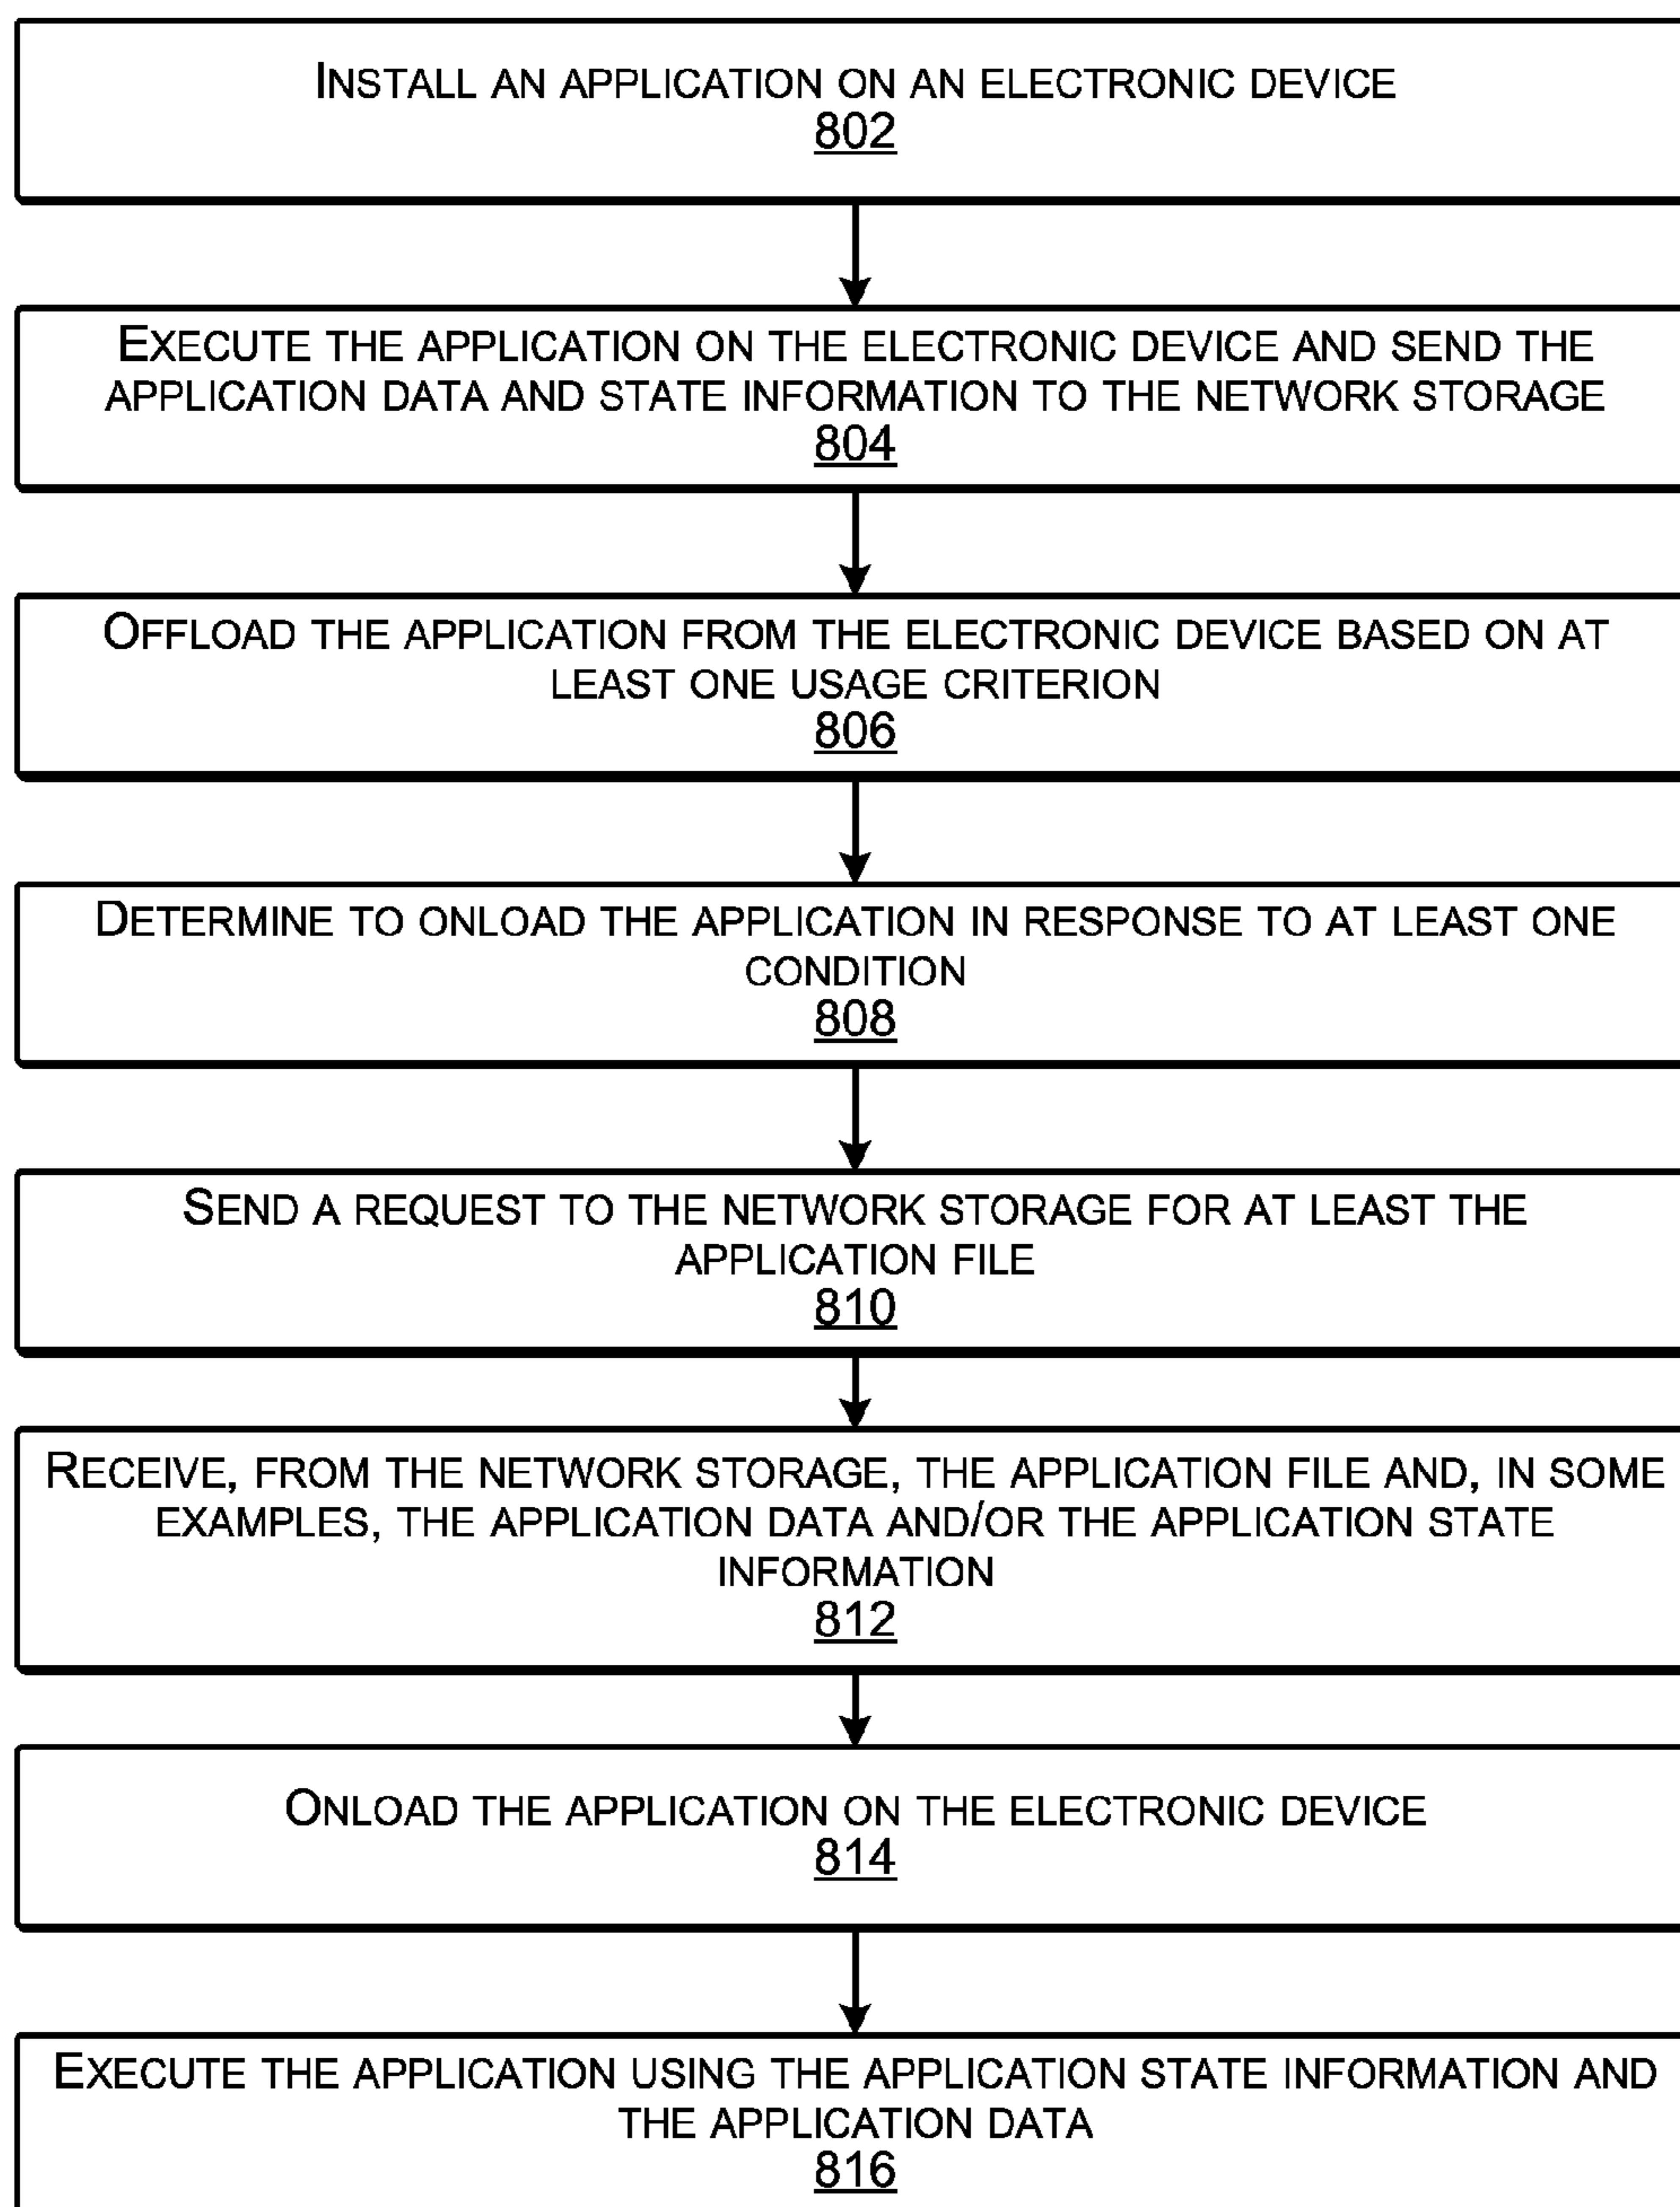 INSTALL AN APPLICATION ON AN ELECTRONIC DEVICE
802
EXECUTE THE APPLICATION ON THE ELECTRONIC DEVICE AND SEND THE
APPLICATION DATA AND STATE INFORMATION TO THE NETWORK STORAGE
804
OFFLOAD THE APPLICATION FROM THE ELECTRONIC DEVICE BASED ON AT
LEAST ONE USAGE CRITERION
806
DETERMINE TO ONLOAD THE APPLICATION IN RESPONSE TO AT LEAST ONE
CONDITION
808
SEND A REQUEST TO THE NETWORK STORAGE FOR AT LEAST THE
APPLICATION FILE
810
RECEIVE, FROM THE NETWORK STORAGE, THE APPLICATION FILE AND, IN SOME
EXAMPLES, THE APPLICATION DATA AND/OR THE APPLICATION STATE
INFORMATION
812
ONLOAD THE APPLICATION ON THE ELECTRONIC DEVICE
814
EXECUTE THE APPLICATION USING THE APPLICATION STATE INFORMATION AND
THE APPLICATION DATA
816